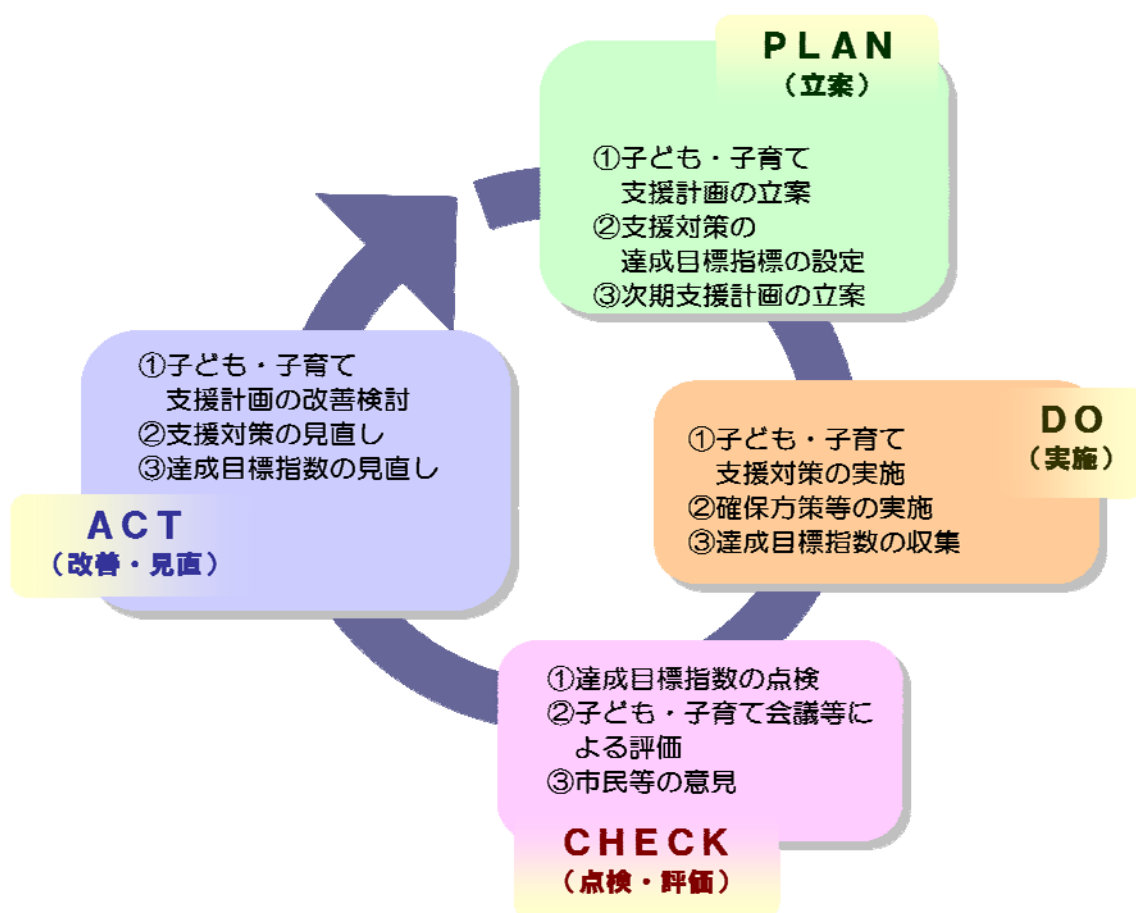 PLAN
（立案）
①子ども・子育て
支援計画の立案
②支援対策の
達成目標指標の設定
③次期支援計画の立案
DO
（実施）
①子ども・子育て
支援対策の実施
②確保方策等の実施
③達成目標指数の収集
①達成目標指数の点検
②子ども・子育て会議等に
よる評価
③市民等の意見
CHECK
（点検・評価）
①子ども・子育て
支援計画の改善検討
②支援対策の見直し
③達成目標指数の見直し
ACT
（改善・見直）